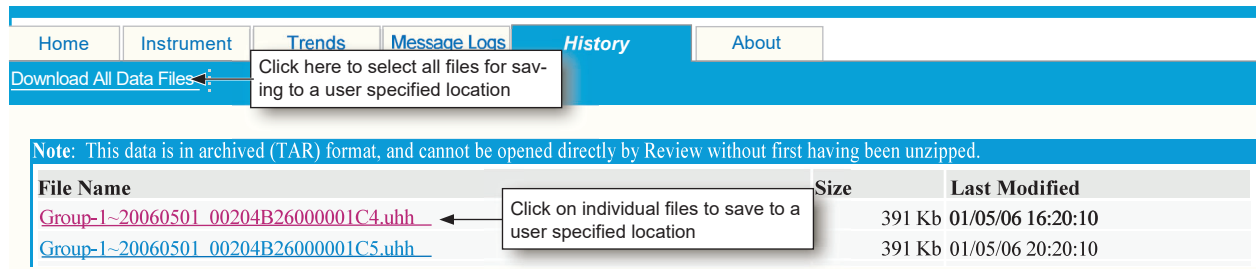 Home Instrument Trends Message Logs History About
Download All Data Files
Click here to select all files for sav-
ing to a user specified location
Note: This data is in archived (TAR) format, and cannot be opened directly by Review without first having been unzipped.
File Name Size Last Modified
Group-1~20060501_00204B26000001C4.uhh 391 Kb 01/05/06 16:20:10
Click on individual files to save to a
user specified location
Group-1~20060501_00204B26000001C5.uhh 391 Kb 01/05/06 20:20:10